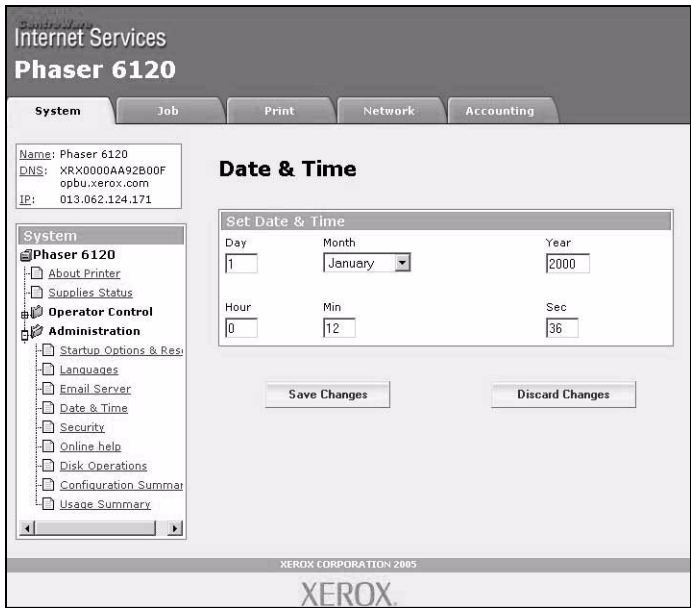 CentreWare
Internet Services
Phaser 6120
System Job Print Network Accounting
Name: Phaser 6120
DNS: XRX0000AA92B00F
opbu.xerox.com
IP: 013.062.124.171
System
Phaser 6120
About Printer
Supplies Status
Operator Control
Administration
Startup Options & Res
Languages
Email Server
Date & Time
Security
Online help
Disk Operations
Configuration Summar
Usage Summary
Date & Time
Set Date & Time
Day Month Year
1 January 2000
Hour Min Sec
0 12 36
Save Changes Discard Changes
XEROX CORPORATION 2005
XEROX.